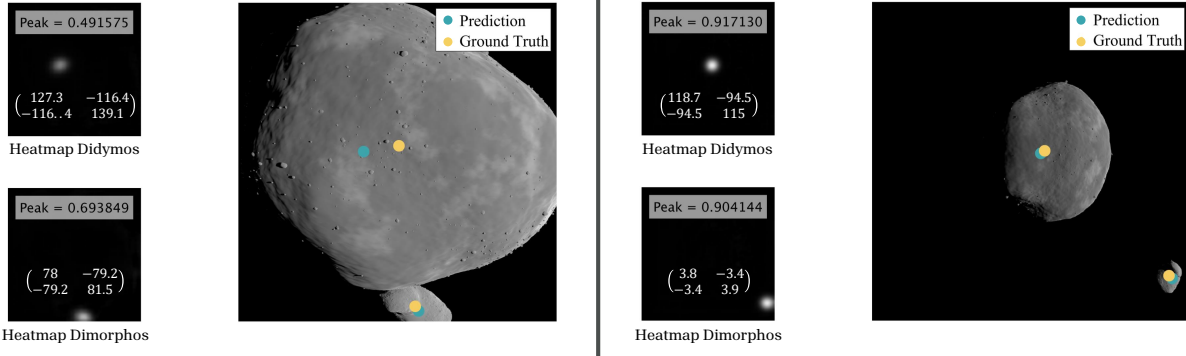 Peak = 0.491575
127.3 −116.4
−116..4 139.1
Heatmap Didymos
Peak = 0.693849
78 −79.2
−79.2 81.5
Heatmap Dimorphos
Prediction
Ground Truth
Peak = 0.917130
118.7 −94.5
−94.5 115
Heatmap Didymos
Peak = 0.904144
3.8 −3.4
−3.4 3.9
Heatmap Dimorphos
Prediction
Ground Truth